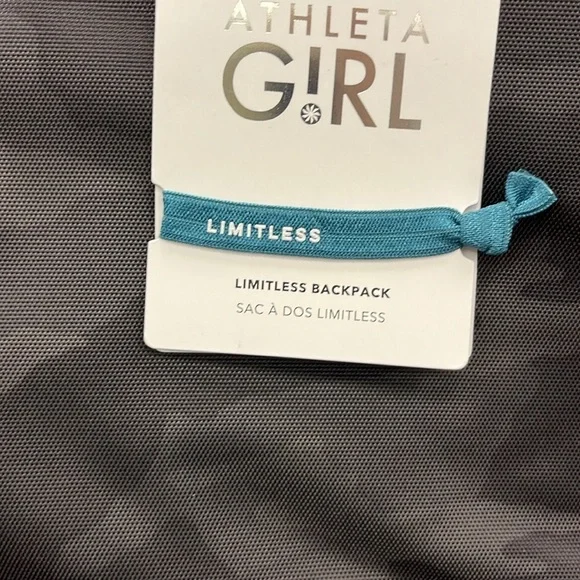 ATHLETA
G!RL
LIMITLESS
LIMITLESS BACKPACK
SAC À DOS LIMITLESS